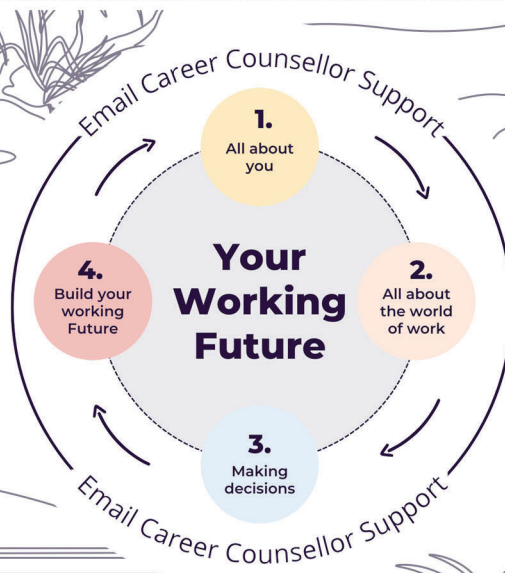 Email Career Counsellor Support
1.
All about
you
Your
Working
Future
4.
Build your
working
Future
2.
All about
the world
of work
3.
Making
decisions
Email Career Counsellor Support